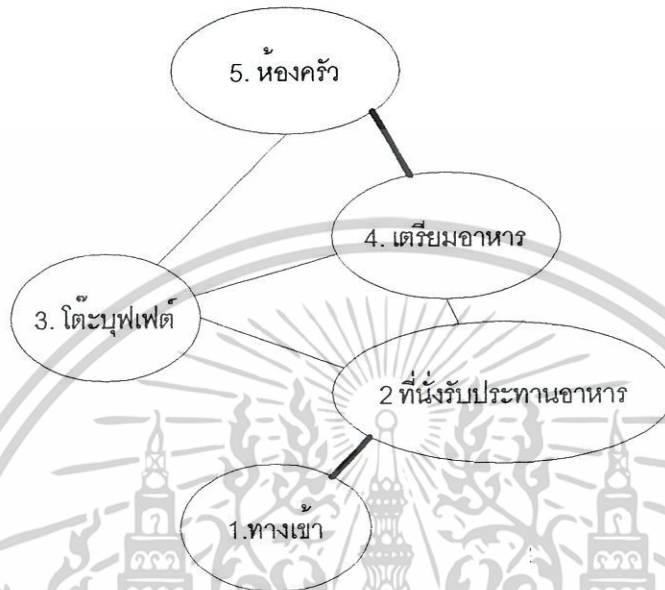 5. ห้องครัว
4. เตรียมอาหาร
3. โต๊ะบุฟเฟต์
2 ที่นั่งรับประทานอาหาร
1.ทางเข้า